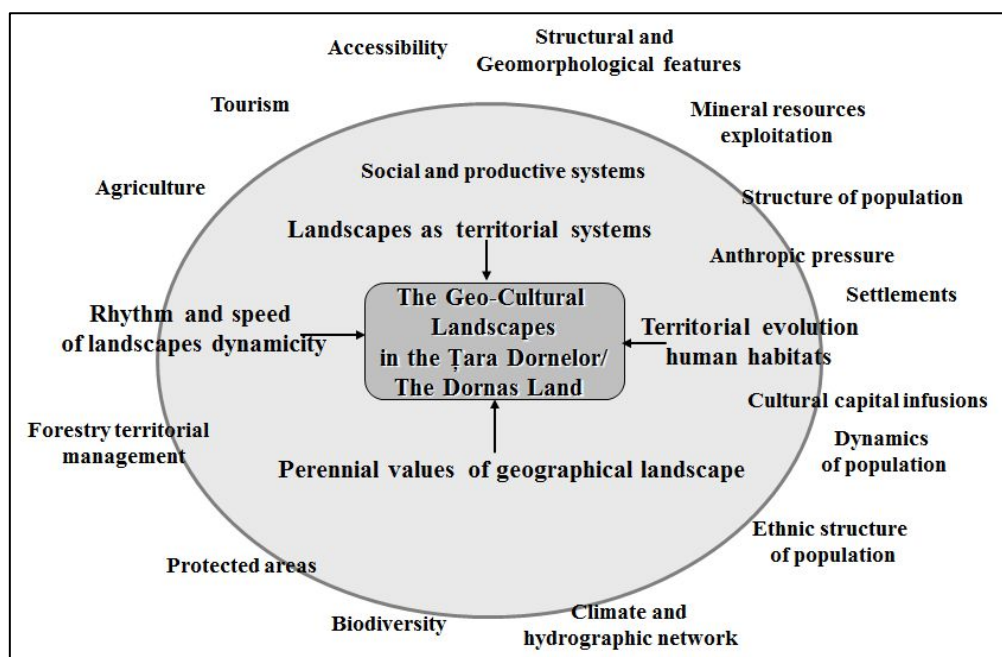 Accessibility
Structural and
Geomorphological features
Tourism
Mineral resources
exploitation
Agriculture
Social and productive systems
Structure of population
Landscapes as territorial systems
Anthropic pressure
Settlements
Rhythm and speed
of landscapes dynamicity
The Geo-Cultural
Landscapes
in the Țara Dornelor/
The Dornas Land
Territorial evolution
human habitats
Cultural capital infusions
Forestry territorial
management
Dynamics
of population
Perennial values of geographical landscape
Ethnic structure
of population
Protected areas
Biodiversity
Climate and
hydrographic network